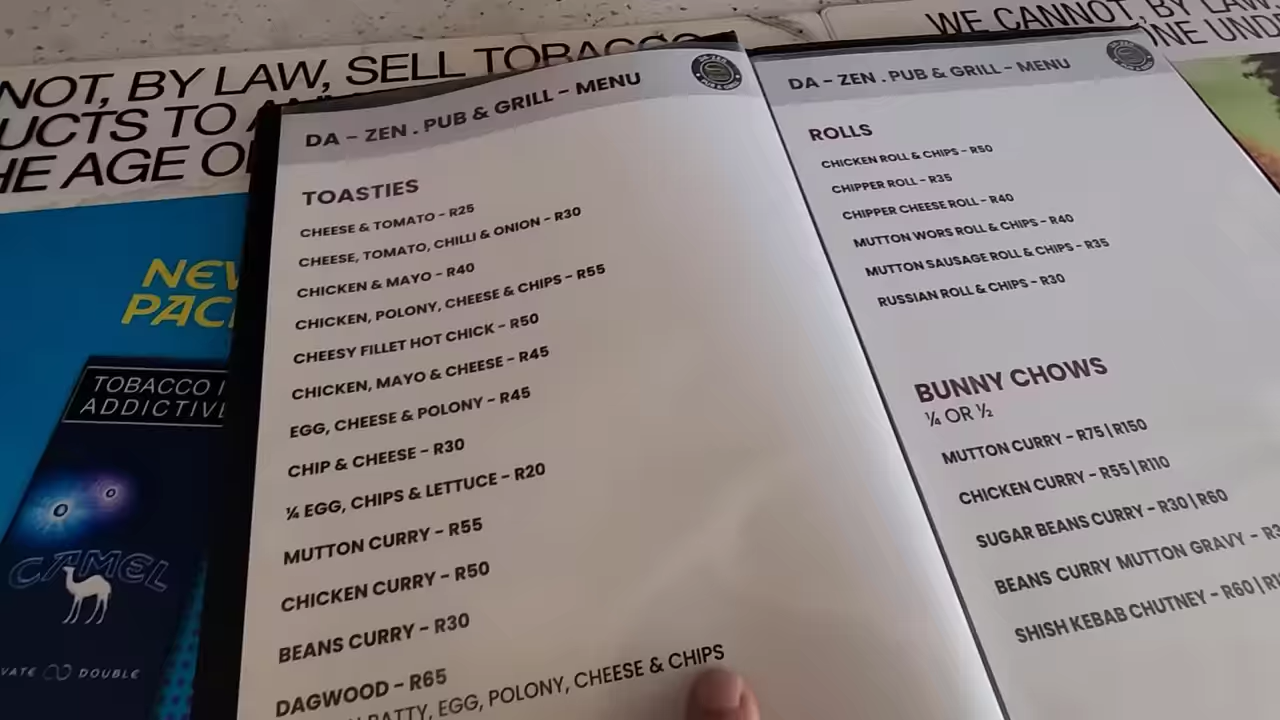 NOT, BY LAW, SELL TOBACCO
UCTS TO
HE AGE
WE CANNOT, BY LAW,
ONE UND
NEW
PAC
TOBACCO
ADDICTIVE
CAMEL
VATE DOUBLE
DA - ZEN . PUB & GRILL - MENU
TOASTIES
CHEESE & TOMATO - R25
CHEESE, TOMATO, CHILLI & ONION - R30
CHICKEN & MAYO - R40
CHICKEN, POLONY, CHEESE & CHIPS - R55
CHEESY FILLET HOT CHICK - R50
CHICKEN, MAYO & CHEESE - R45
EGG, CHEESE & POLONY - R45
CHIP & CHEESE - R30
¼ EGG, CHIPS & LETTUCE - R20
MUTTON CURRY - R55
CHICKEN CURRY - R50
BEANS CURRY - R30
DAGWOOD - R65
PATTY, EGG, POLONY, CHEESE & CHIPS
DA - ZEN . PUB & GRILL - MENU
ROLLS
CHICKEN ROLL & CHIPS - R50
CHIPPER ROLL - R35
CHIPPER CHEESE ROLL - R40
MUTTON WORS ROLL & CHIPS - R40
MUTTON SAUSAGE ROLL & CHIPS - R35
RUSSIAN ROLL & CHIPS - R30
BUNNY CHOWS
¼ OR ½
MUTTON CURRY - R75 | R150
CHICKEN CURRY - R55 | R110
SUGAR BEANS CURRY - R30 | R60
BEANS CURRY MUTTON GRAVY -
SHISH KEBAB CHUTNEY - R60 |